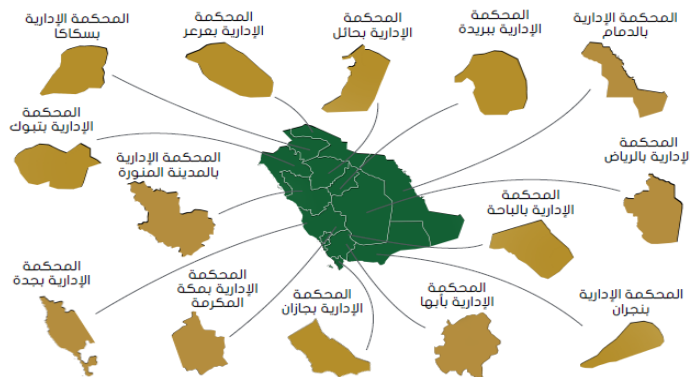 المحكمة الإدارية
بالدمام
المحكمة
الإدارية ببريدة
المحكمة
الإدارية بحائل
المحكمة
الإدارية بعرعر
المحكمة الإدارية
بسكاكا
المحكمة
الإدارية بتبوك
المحكمة الإدارية
بالمدينة المنورة
المحكمة
لإدارية بالرياض
المحكمة
الإدارية بالباحة
المحكمة الإدارية
بنجران
المحكمة
الإدارية بأبها
المحكمة
الإدارية بجازان
المحكمة
الإدارية بمكة
المكرمة
المحكمة
الإدارية بجدة